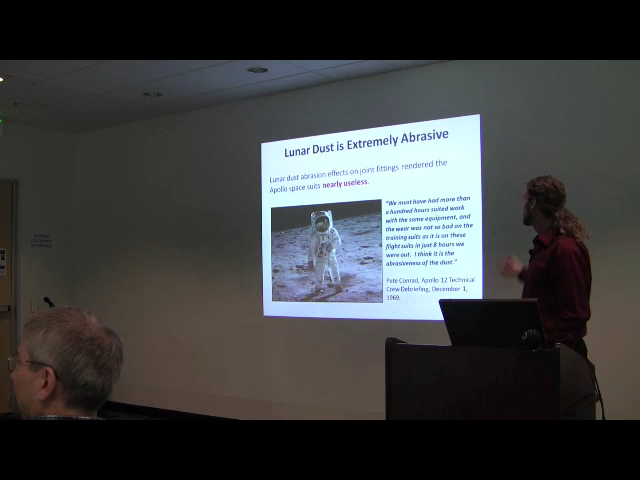 Lunar Dust is Extremely Abrasive
Lunar dust abrasion effects on joint fittings rendered the
Apollo space suits nearly useless.
"We must have had more than
a hundred hours suited work
with the same equipment, and
the wear was not as bad on the
training suits as it is on these
flight suits in just 8 hours we
were out.  I think it is the
abrasiveness of the dust."
Pete Conrad, Apollo 12 Technical
Crew Debriefing, December 1,
1969.